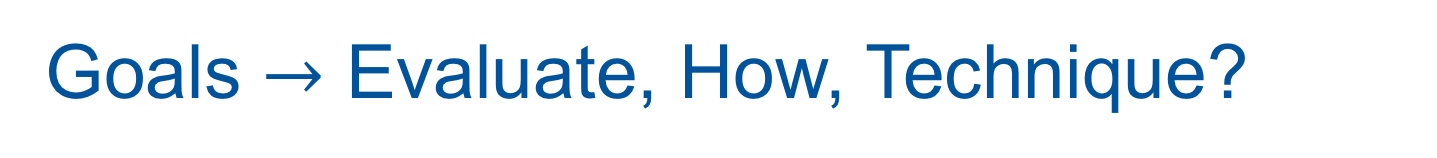 Goals → Evaluate, How, Technique?